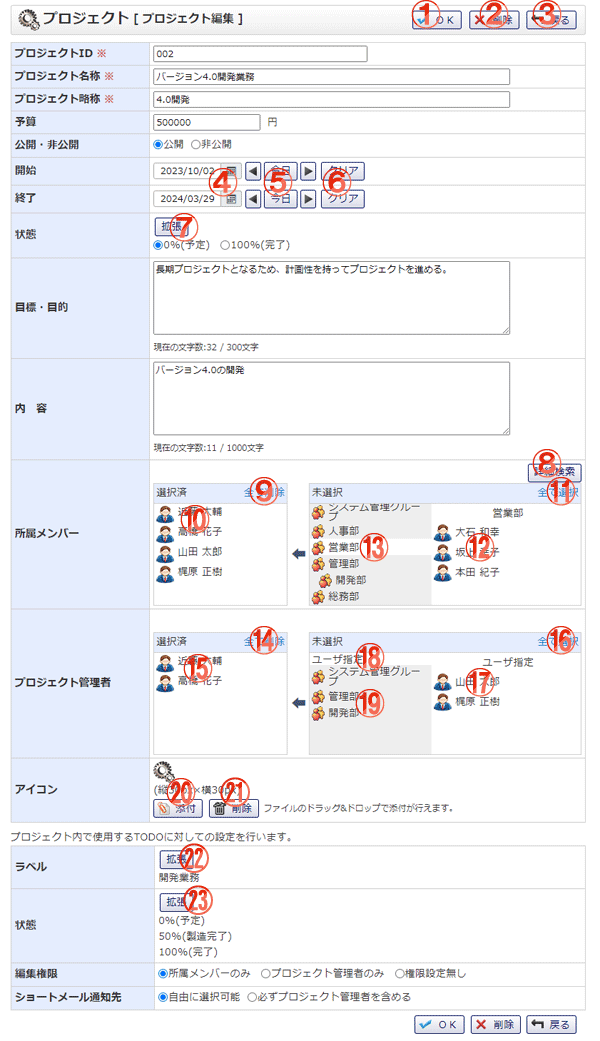 プロジェクト [ プロジェクト編集 ]
① OK ② 削除 ③ 戻る
プロジェクトID ※ 002
プロジェクト名称 ※ バージョン4.0開発業務
プロジェクト略称 ※ 4.0開発
予算 500000 円
公開・非公開 公開 非公開
開始 2023/10/02 今日 クリア
④ ⑤ ⑥
終了 2024/03/29 今日 クリア
状態 拡張 ⑦
0%(予定) 100%(完了)
目標・目的 長期プロジェクトとなるため、計画性を持ってプロジェクトを進める。
現在の文字数:32 / 300文字
内 容 バージョン4.0の開発
現在の文字数:11 / 1000文字
⑧ 詳細検索
所属メンバー
選択済 全て削除 ⑨
⑩
高橋 花子
山田 太郎
梶原 正樹
未選択 全て選択 ⑪
システム管理グループ
人事部
営業部 ⑬
管理部
開発部
総務部
営業部
大石 和幸
⑫
本田 紀子
プロジェクト管理者
選択済 全て削除 ⑭
⑮
高橋 花子
未選択 全て選択 ⑯
ユーザ指定 ⑱
システム管理グループ
管理部
開発部 ⑲
ユーザ指定
山田 太郎 ⑰
梶原 正樹
アイコン
(縦30px×横30px)
⑳ 添付 ㉑ 削除 ファイルのドラッグ&ドロップで添付が行えます。
プロジェクト内で使用するTODOに対しての設定を行います。
ラベル 拡張 ㉒
開発業務
状態 拡張 ㉓
0%(予定)
50%(製造完了)
100%(完了)
編集権限 所属メンバーのみ プロジェクト管理者のみ 権限設定無し
ショートメール通知先 自由に選択可能 必ずプロジェクト管理者を含める
OK 削除 戻る